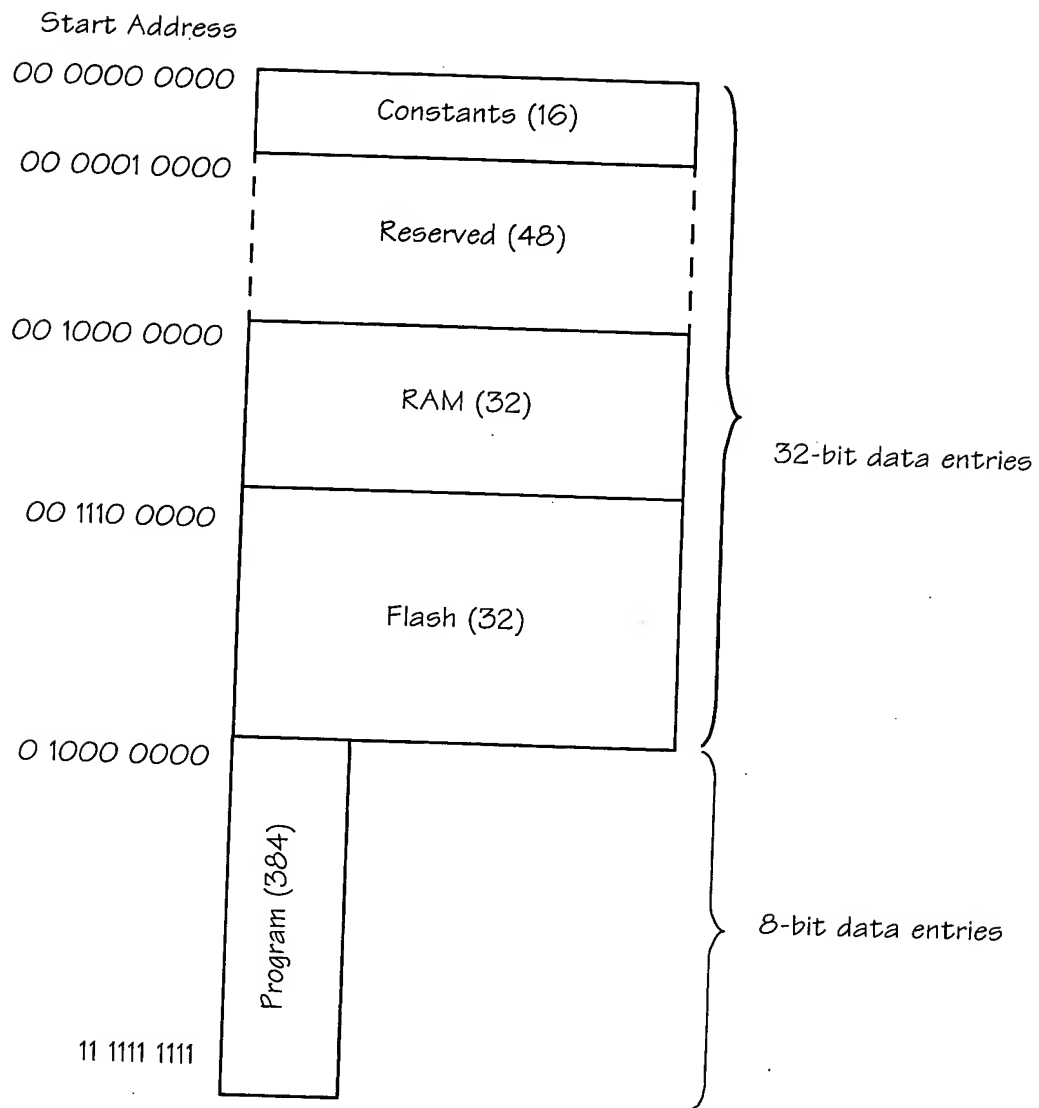 Start Address
00 0000 0000
Constants (16)
00 0001 0000
Reserved (48)
00 1000 0000
RAM (32)
32-bit data entries
00 1110 0000
Flash (32)
0 1000 0000
Program (384)
8-bit data entries
11 1111 1111